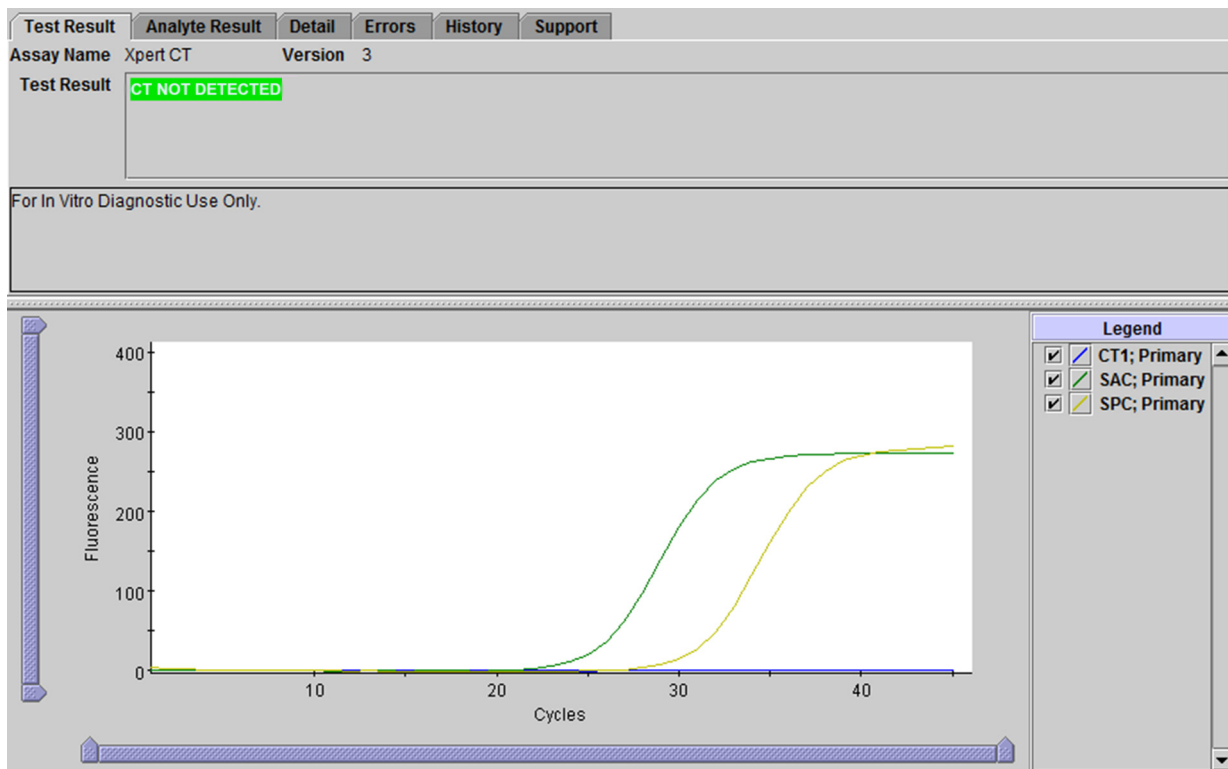 Test Result Analyte Result Detail Errors History Support
Assay Name Xpert CT Version 3
Test Result CT NOT DETECTED
For In Vitro Diagnostic Use Only.
Legend
CT1; Primary
SAC; Primary
SPC; Primary
400
300
200
100
0
Fluorescence
10 20 30 40
Cycles